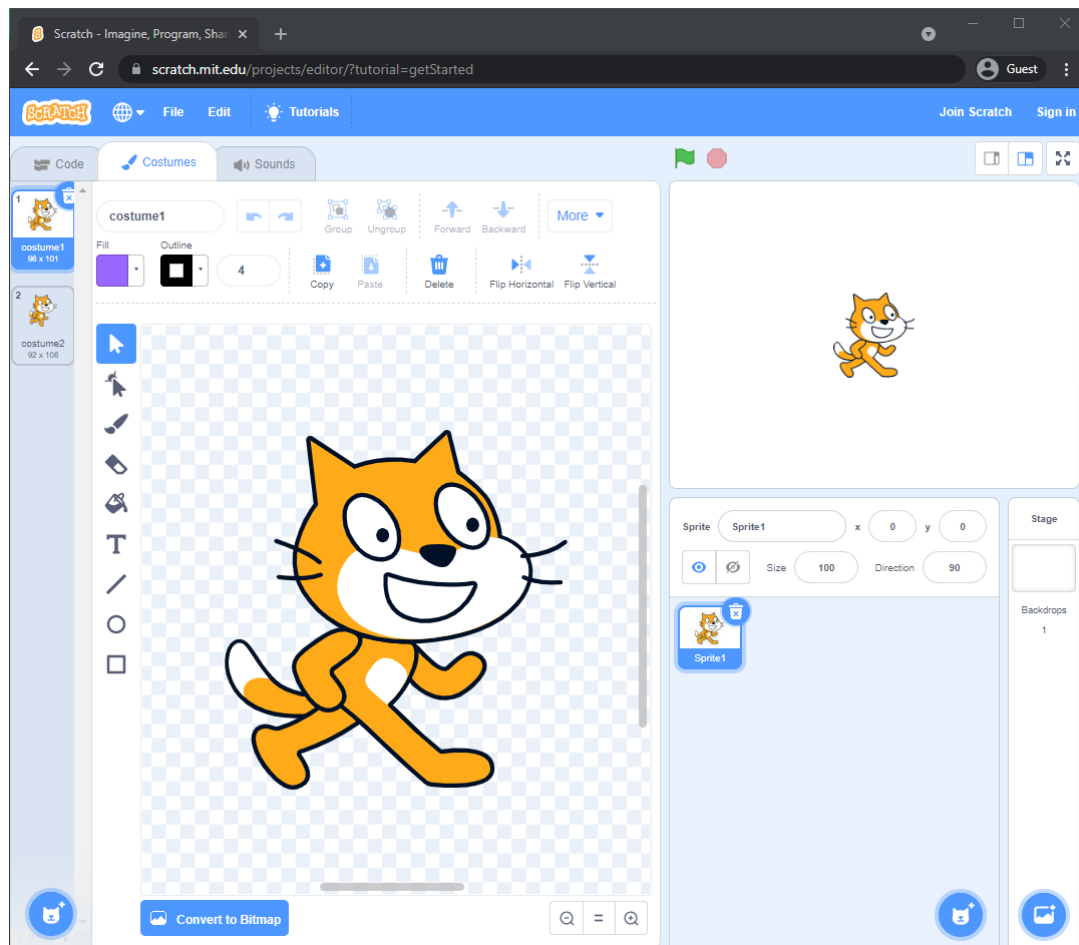 Scratch - Imagine, Program, Shar
scratch.mit.edu/projects/editor/?tutorial=getStarted
Guest
SCRATCH
File
Edit
Tutorials
Join Scratch
Sign in
Code
Costumes
Sounds
1
costume1
96 x 101
2
costume2
92 x 106
costume1
Group
Ungroup
Forward
Backward
More
Fill
Outline
4
Copy
Paste
Delete
Flip Horizontal
Flip Vertical
T
Convert to Bitmap
Sprite
Sprite1
x
0
y
0
Size
100
Direction
90
Sprite1
Stage
Backdrops
1